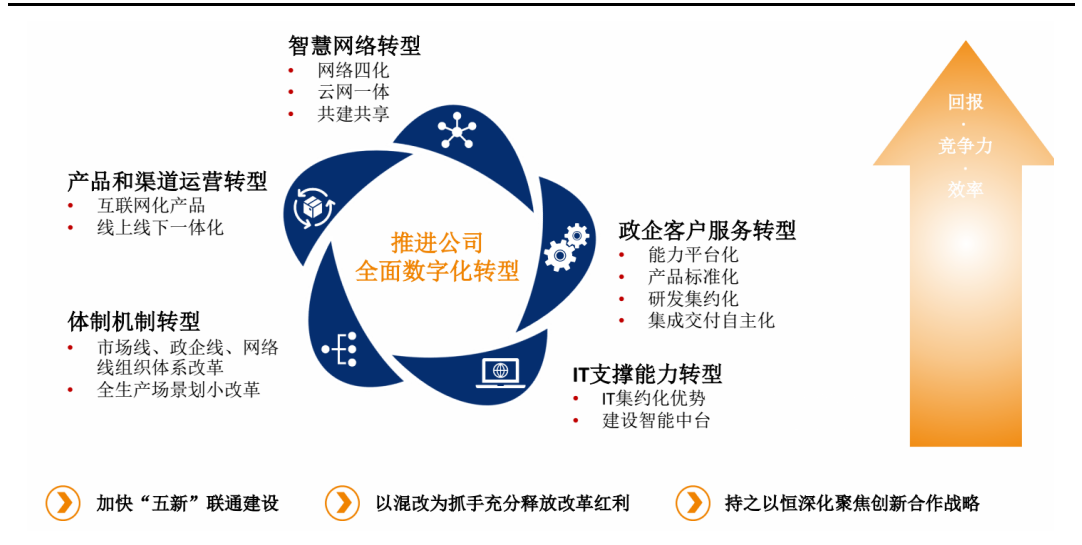 智慧网络转型
• 网络四化
• 云网一体
• 共建共享
产品和渠道运营转型
• 互联网化产品
• 线上线下一体化
体制机制转型
• 市场线、政企线、网络
线组织体系改革
• 全生产场景划小改革
推进公司
全面数字化转型
政企客户服务转型
• 能力平台化
• 产品标准化
• 研发集约化
• 集成交付自主化
IT支撑能力转型
• IT集约化优势
• 建设智能中台
回报
·
竞争力
·
效率
加快“五新”联通建设
以混改为抓手充分释放改革红利
持之以恒深化聚焦创新合作战略